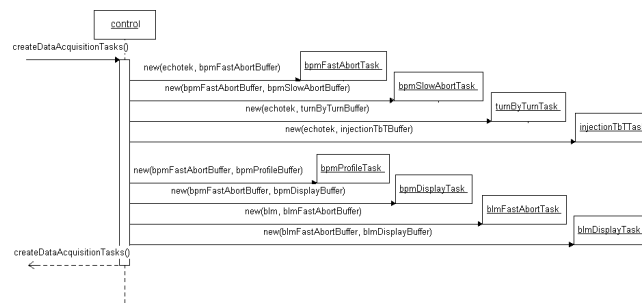 control
createDataAcquisitionTasks()
new(echotek, bpmFastAbortBuffer)
bpmFastAbortTask
new(bpmFastAbortBuffer, bpmSlowAbortBuffer)
bpmSlowAbortTask
new(echotek, turnByTurnBuffer)
turnByTurnTask
new(echotek, injectionTbTBuffer)
injectionTbTTas
new(bpmFastAbortBuffer, bpmProfileBuffer)
bpmProfileTask
new(bpmFastAbortBuffer, bpmDisplayBuffer)
bpmDisplayTask
new(blm, blmFastAbortBuffer)
blmFastAbortTask
new(blmFastAbortBuffer, blmDisplayBuffer)
blmDisplayTask
createDataAcquisitionTasks()